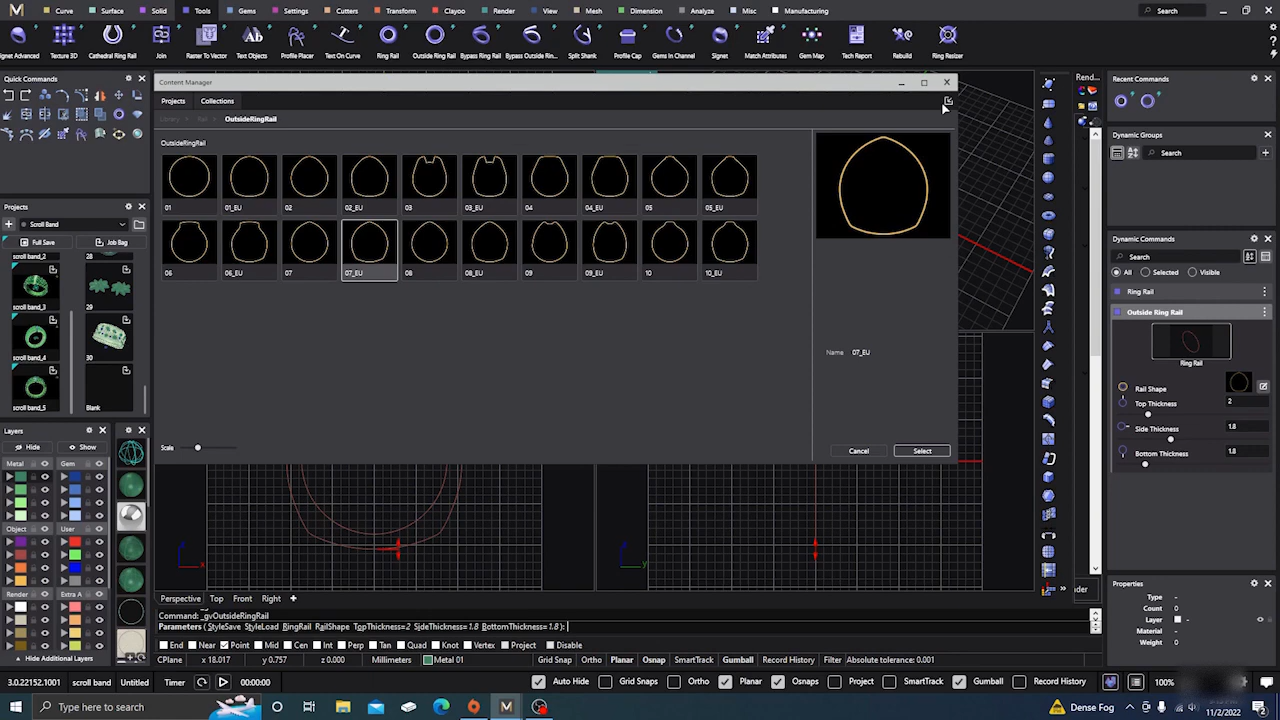 Curve Surface Solid Tools Gems Settings Cutters Transform Clayoo Render View Mesh Dimension Analyze Misc Manufacturing Search
Signet Advanced Texture 3D Cathedral Ring Rail Join Raster To Vector Text Objects Profile Placer Text On Curve Ring Rail Outside Ring Rail Bypass Ring Rail Bypass Outside Rin... Split Shank Profile Cap Gems In Channel Signet Match Attributes Gem Map Tech Report Rebuild Ring Resizer
Quick Commands
Content Manager
Projects Collections
Library Rail OutsideRingRail
OutsideRingRail
01 01_EU 02 02_EU 03 03_EU 04 04_EU 05 05_EU
06 06_EU 07 07_EU 08 08_EU 09 09_EU 10 10_EU
Name 07_EU
Scale
Cancel Select
Rend...
Recent Commands
Dynamic Groups
Search
Dynamic Commands
Search
All Selected Visible
Ring Rail
Outside Ring Rail
Ring Rail
Rail Shape
Top Thickness 2
Side Thickness 1.8
Bottom Thickness 1.8
Projects
Scroll Band
Full Save Job Bag
scroll band_2 28
scroll band_3 29
scroll band_4 30
scroll band_5 Blank
Layers
Hide Show
Metal Gem
Object User
Render Extra A
Hide Additional Layers
x y
Perspective Top Front Right
Command: _gvOutsideRingRail
Parameters ( StyleSave StyleLoad RingRail RailShape TopThickness=2 SideThickness=1.8 BottomThickness=1.8 ):
End Near Point Mid Cen Int Perp Tan Quad Knot Vertex Project Disable
CPlane x 18.017 y 0.757 z 0.000 Millimeters Metal 01 Grid Snap Ortho Planar Osnap SmartTrack Gumball Record History Filter Absolute tolerance: 0.001
3.0.22152.1001 scroll band Untitled Timer 00:00:00 Auto Hide Grid Snaps Ortho Planar Osnaps Project SmartTrack Gumball Record History 100%
Properties
Type -
Count 0
Layer -
Material -
Weight 0
Type here to search
Dense Fog
11/2/2022